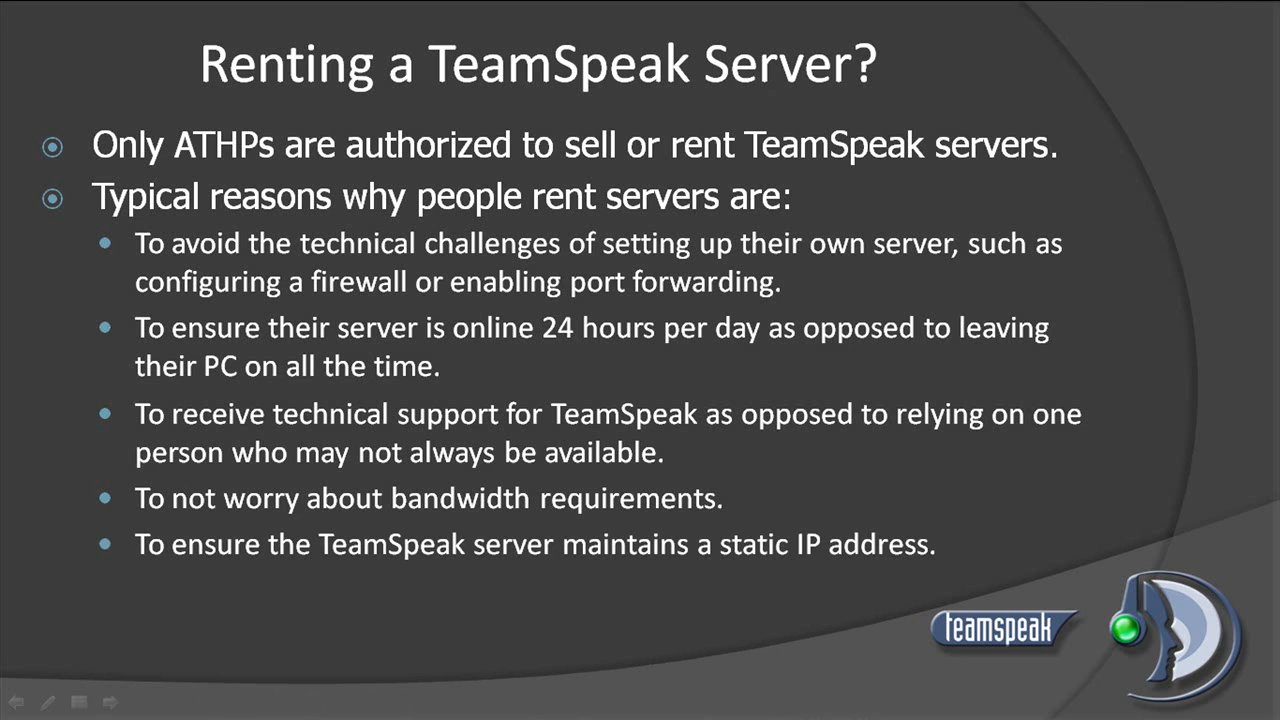 Renting a TeamSpeak Server?
Only ATHPs are authorized to sell or rent TeamSpeak servers.
Typical reasons why people rent servers are:
To avoid the technical challenges of setting up their own server, such as
configuring a firewall or enabling port forwarding.
To ensure their server is online 24 hours per day as opposed to leaving
their PC on all the time.
To receive technical support for TeamSpeak as opposed to relying on one
person who may not always be available.
To not worry about bandwidth requirements.
To ensure the TeamSpeak server maintains a static IP address.
teamspeak